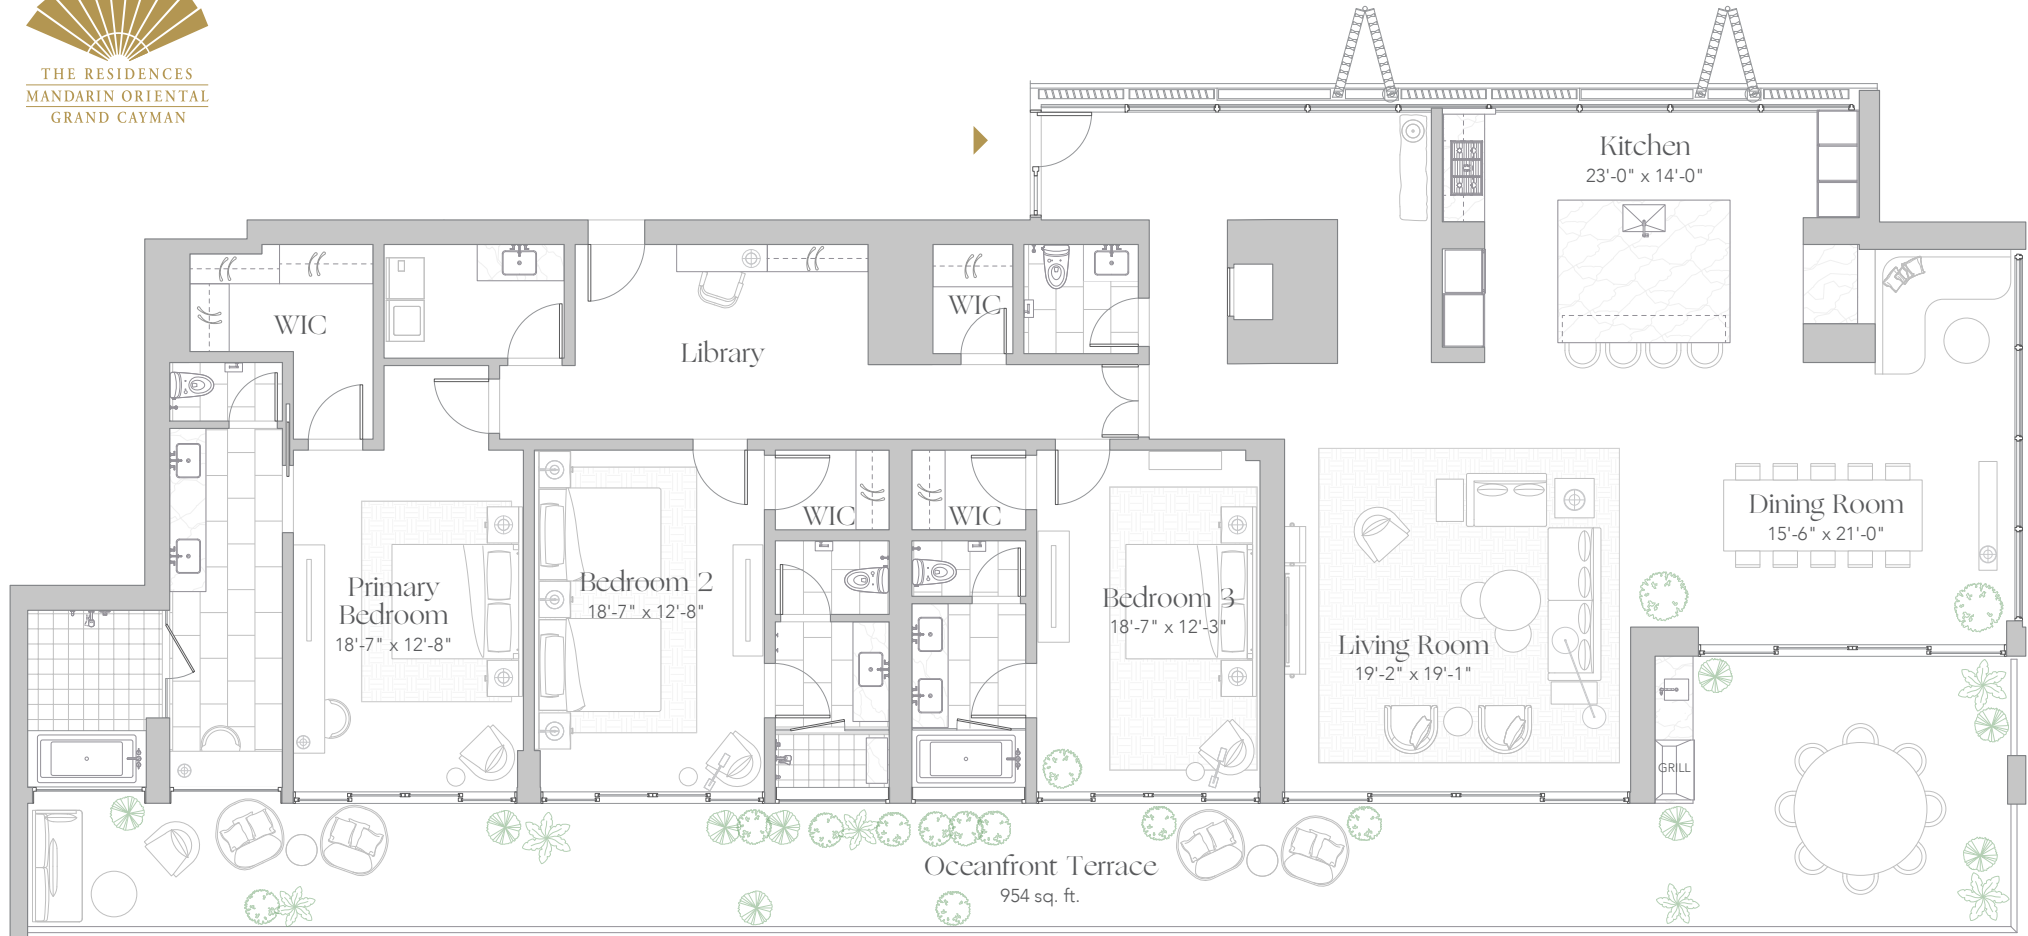 THE RESIDENCES
MANDARIN ORIENTAL
GRAND CAYMAN
Kitchen
23'-0" x 14'-0"
WIC
WIC
Library
WIC
WIC
Dining Room
15'-6" x 21'-0"
Primary
Bedroom
18'-7" x 12'-8"
Bedroom 2
18'-7" x 12'-8"
Bedroom 3
18'-7" x 12'-3"
Living Room
19'-2" x 19'-1"
GRILL
Oceanfront Terrace
954 sq. ft.